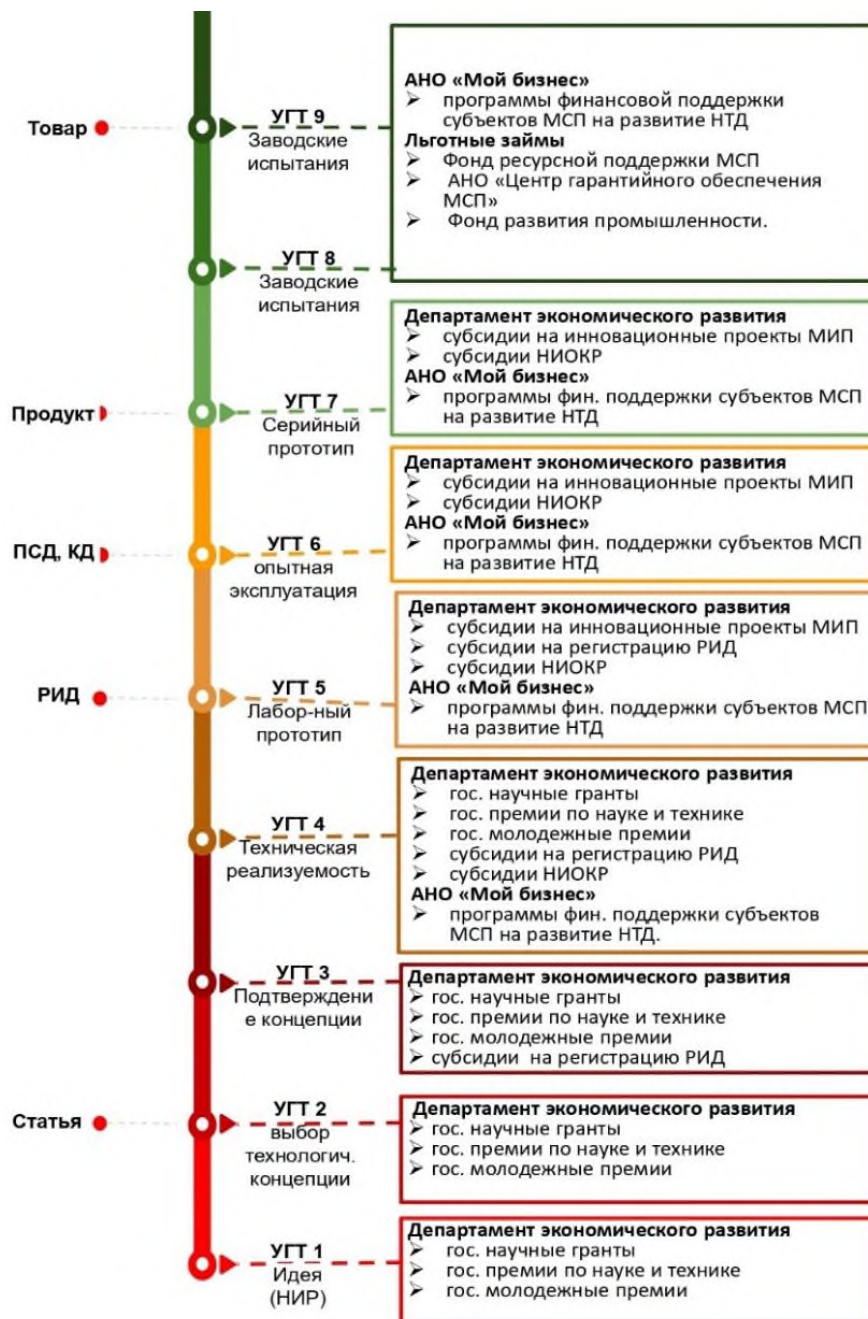 АНО «Мой бизнес»
➢ программы финансовой поддержки
субъектов МСП на развитие НТД
Льготные займы
➢ Фонд ресурсной поддержки МСП
➢ АНО «Центр гарантийного обеспечения
МСП»
➢ Фонд развития промышленности.
Товар
УГТ 9
Заводские
испытания
УГТ 8
Заводские
испытания
Департамент экономического развития
➢ субсидии на инновационные проекты МИП
➢ субсидии НИОКР
АНО «Мой бизнес»
➢ программы фин. поддержки субъектов МСП
на развитие НТД
Продукт
УГТ 7
Серийный
прототип
Департамент экономического развития
➢ субсидии на инновационные проекты МИП
➢ субсидии НИОКР
АНО «Мой бизнес»
➢ программы фин. поддержки субъектов МСП
на развитие НТД
ПСД, КД
УГТ 6
опытная
эксплуатация
Департамент экономического развития
➢ субсидии на инновационные проекты МИП
➢ субсидии на регистрацию РИД
➢ субсидии НИОКР
АНО «Мой бизнес»
➢ программы фин. поддержки субъектов МСП
на развитие НТД
РИД
УГТ 5
Лабор-ный
прототип
Департамент экономического развития
➢ гос. научные гранты
➢ гос. премии по науке и технике
➢ гос. молодежные премии
➢ субсидии на регистрацию РИД
➢ субсидии НИОКР
АНО «Мой бизнес»
➢ программы фин. поддержки субъектов
МСП на развитие НТД.
УГТ 4
Техническая
реализуемость
Департамент экономического развития
➢ гос. научные гранты
➢ гос. премии по науке и технике
➢ гос. молодежные премии
➢ субсидии на регистрацию РИД
УГТ 3
Подтверждени
е концепции
Департамент экономического развития
➢ гос. научные гранты
➢ гос. премии по науке и технике
➢ гос. молодежные премии
Статья
УГТ 2
выбор
технологич.
концепции
Департамент экономического развития
➢ гос. научные гранты
➢ гос. премии по науке и технике
➢ гос. молодежные премии
УГТ 1
Идея
(НИР)